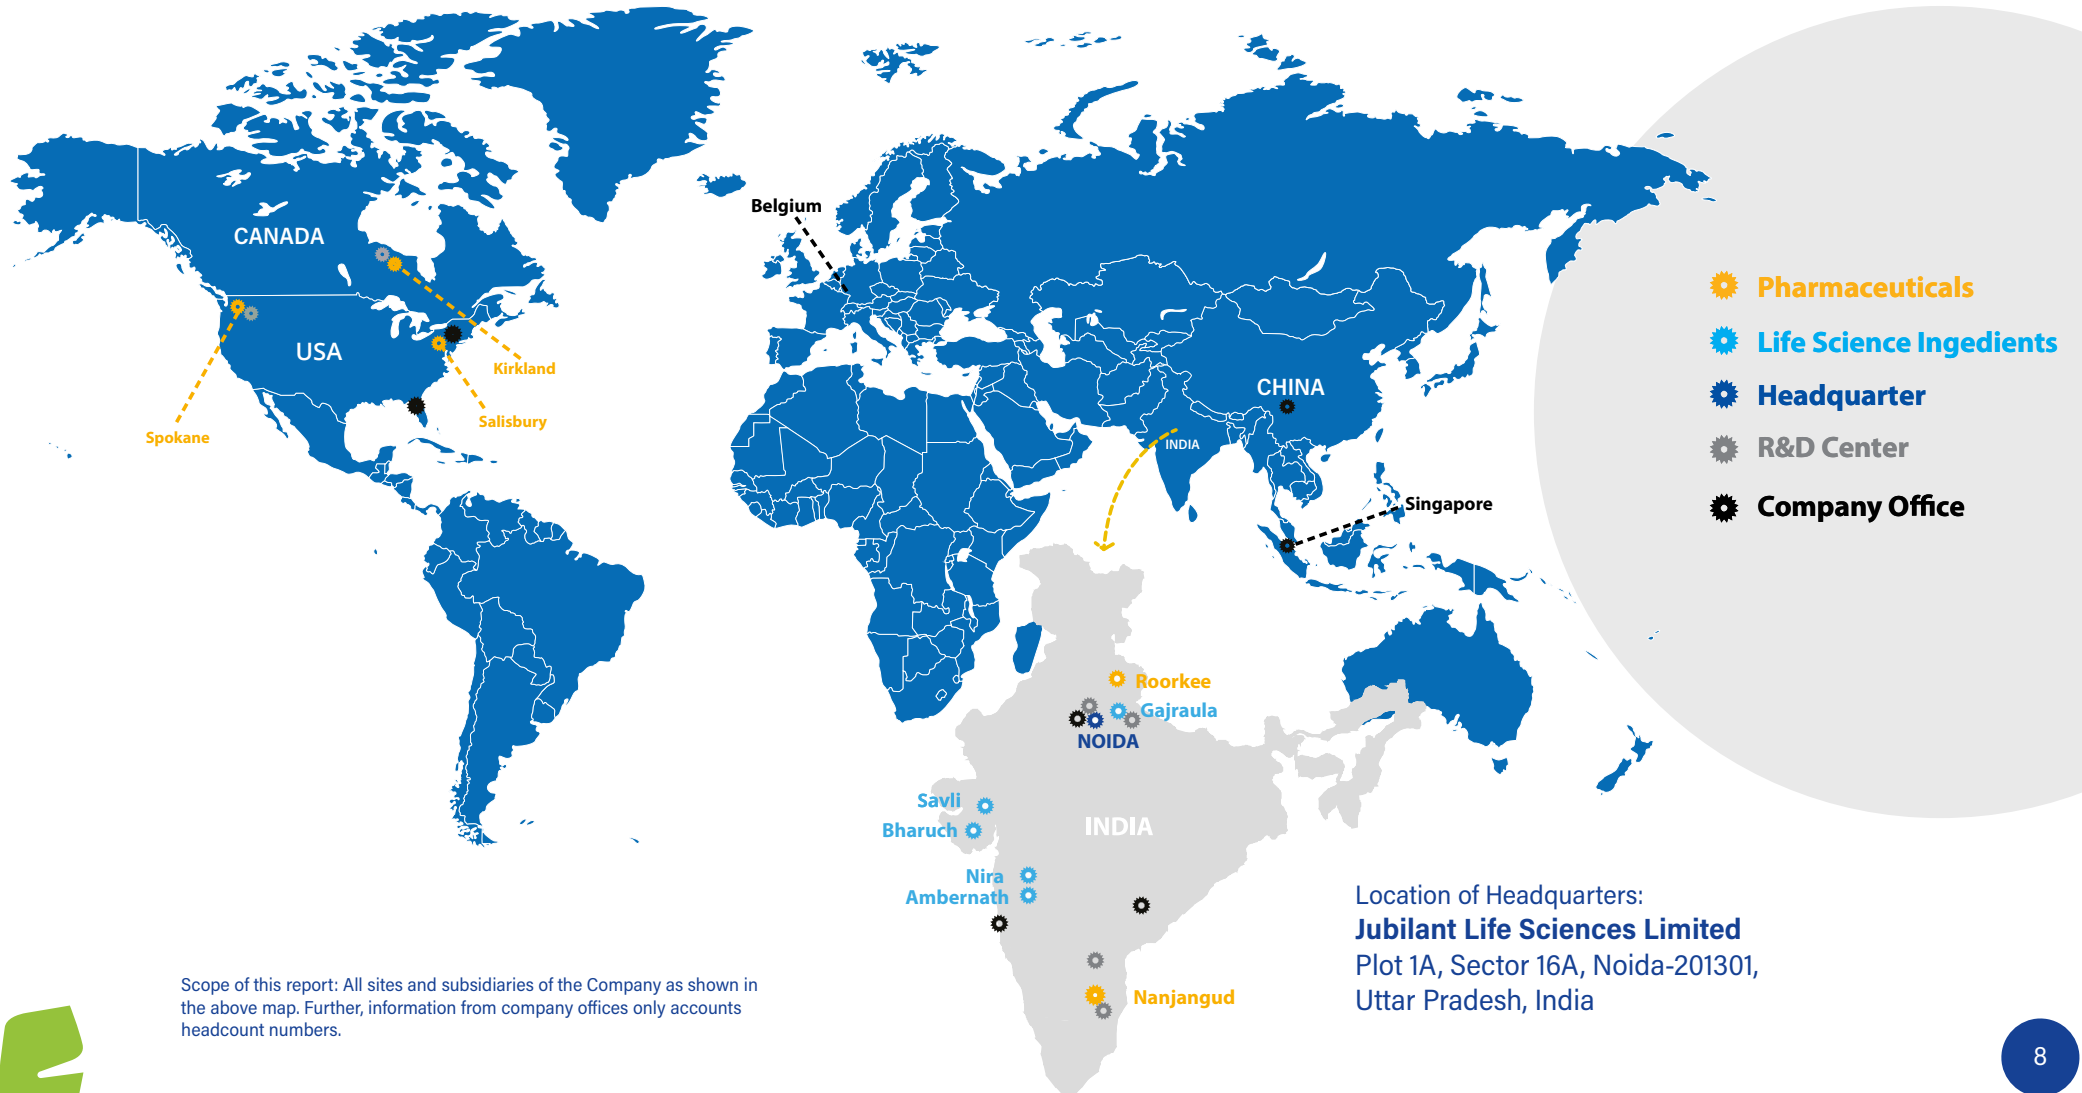 Belgium
CANADA
USA
Kirkland
Salisbury
Spokane
CHINA
INDIA
Singapore
Pharmaceuticals
Life Science Ingedients
Headquarter
R&D Center
Company Office
Roorkee
Gajraula
NOIDA
Savli
Bharuch
INDIA
Nira
Ambernath
Nanjangud
Location of Headquarters:
Jubilant Life Sciences Limited
Plot 1A, Sector 16A, Noida-201301,
Uttar Pradesh, India
Scope of this report: All sites and subsidiaries of the Company as shown in
the above map. Further, information from company offices only accounts
headcount numbers.
8